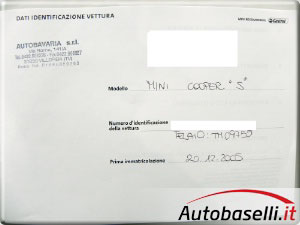 DATI IDENTIFICAZIONE VETTURA
AUTOBAVARIA s.r.l.
Modello
MINI COOPER "S"
Numero d'identificazione
della vettura
TELAIO: TH09750
Prima immatricolazione
20.12.2005
Autobaselli.it